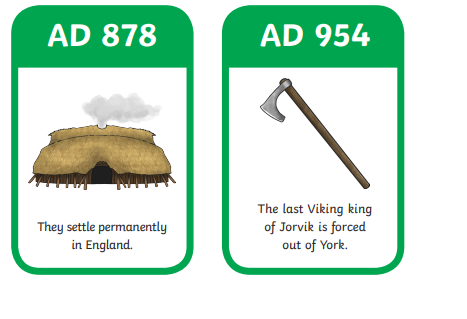 AD 878
They settle permanently
in England.
AD 954
The last Viking king
of Jorvik is forced
out of York.